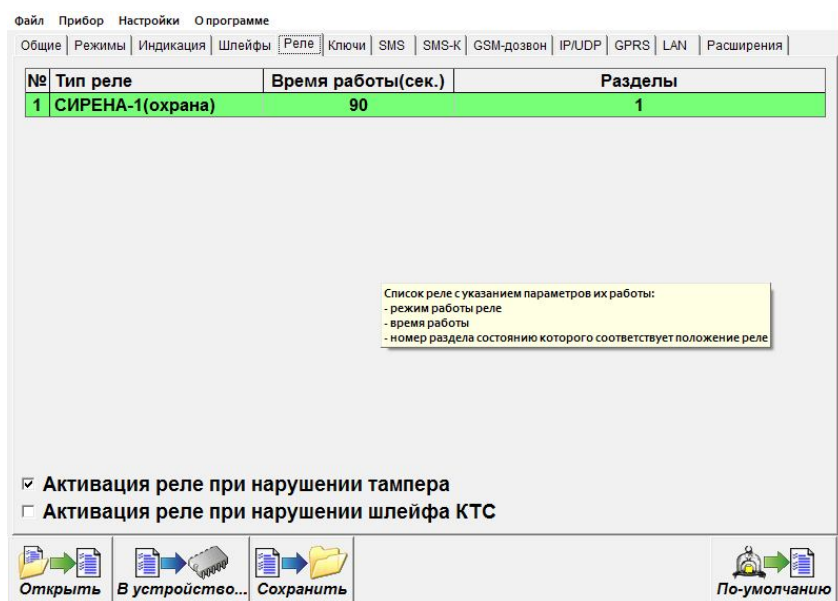 Файл Прибор Настройки О программе
Общие Режимы Индикация Шлейфы Реле Ключи SMS SMS-К GSM-дозвон IP/UDP GPRS LAN Расширения
№ Тип реле Время работы(сек.) Разделы
1 СИРЕНА-1(охрана) 90 1
Список реле с указанием параметров их работы:
- режим работы реле
- время работы
- номер раздела состоянию которого соответствует положение реле
Активация реле при нарушении тампера
Активация реле при нарушении шлейфа КТС
Открыть В устройство... Сохранить По-умолчанию